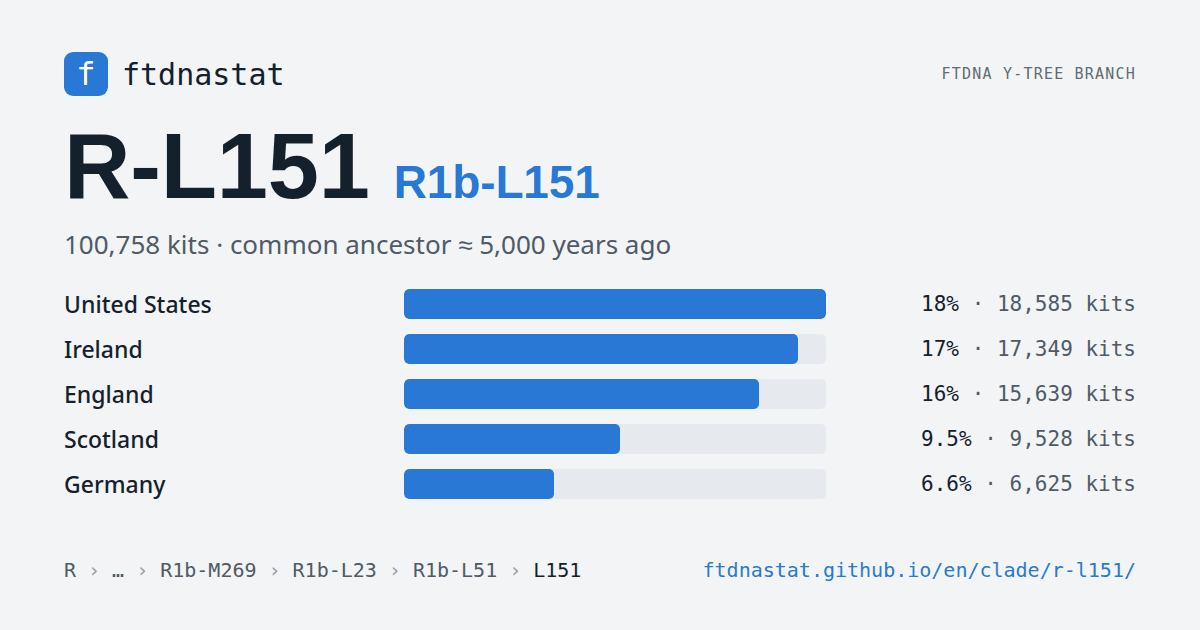 f ftdnastat
FTDNA Y-TREE BRANCH
R-L151 R1b-L151
100,758 kits · common ancestor ≈ 5,000 years ago
United States 18% · 18,585 kits
Ireland 17% · 17,349 kits
England 16% · 15,639 kits
Scotland 9.5% · 9,528 kits
Germany 6.6% · 6,625 kits
R › … › R1b-M269 › R1b-L23 › R1b-L51 › L151
ftdnastat.github.io/en/clade/r-l151/